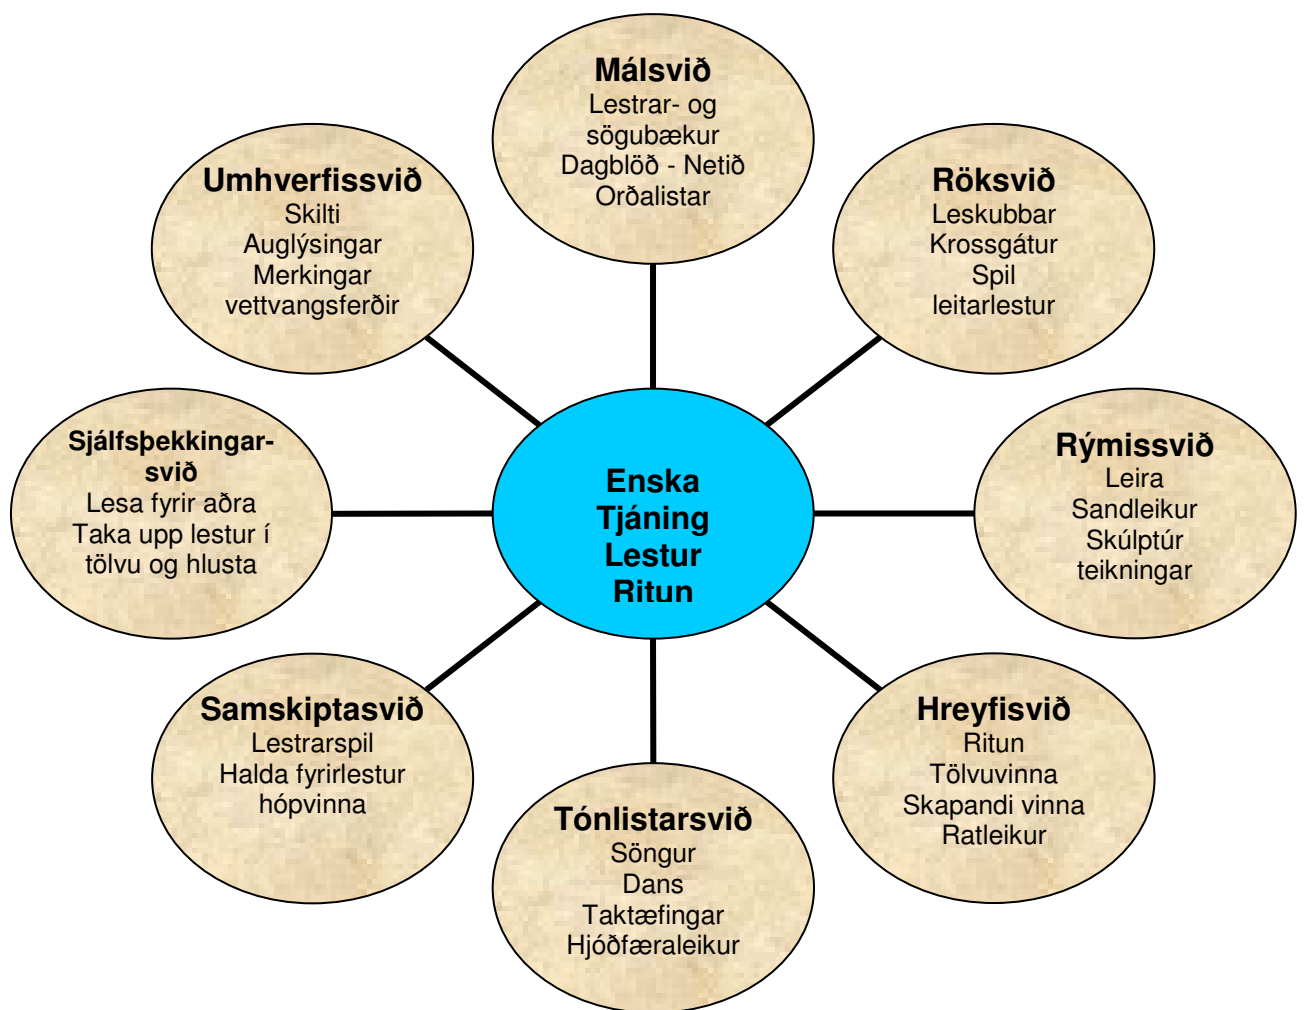 Málsvið
Lestrar- og
sögubækur
Dagblöð - Netið
Orðalistar
Röksvið
Leskubbar
Krossgátur
Spil
leitarlestur
Rýmissvið
Leira
Sandleikur
Skúlptúr
teikningar
Hreyfisvið
Ritun
Tölvuvinna
Skapandi vinna
Ratleikur
Tónlistarsvið
Söngur
Dans
Taktæfingar
Hjóðfæraleikur
Samskiptasvið
Lestrarspil
Halda fyrirlestur
hópvinna
Sjálfsþekkingar-
svið
Lesa fyrir aðra
Taka upp lestur í
tölvu og hlusta
Umhverfissvið
Skilti
Auglýsingar
Merkingar
vettvangsferðir
Enska
Tjáning
Lestur
Ritun